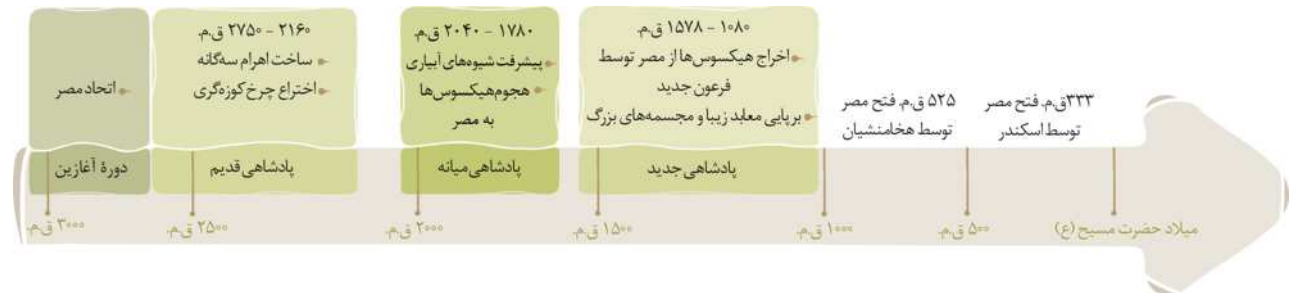 اتحاد مصر
دورهٔ آغازین
۲۷۵۰ – ۲۱۶۰ ق.م.
ساخت اهرام سه‌گانه
اختراع چرخ کوزه‌گری
پادشاهی قدیم
۲۰۴۰ – ۱۷۸۰ ق.م.
پیشرفت شیوه‌های آبیاری
هجوم هیکسوس‌ها
به مصر
پادشاهی میانه
۱۵۷۸ – ۱۰۸۰ ق.م.
اخراج هیکسوس‌ها از مصر توسط
فرعون جدید
برپایی معابد زیبا و مجسمه‌های بزرگ
پادشاهی جدید
۵۲۵ ق.م. فتح مصر
توسط هخامنشیان
۳۳۳ ق.م. فتح مصر
توسط اسکندر
۳۰۰۰ ق.م.
۲۵۰۰ ق.م.
۲۰۰۰ ق.م.
۱۵۰۰ ق.م.
۱۰۰۰ ق.م.
۵۰۰ ق.م.
میلاد حضرت مسیح (ع)